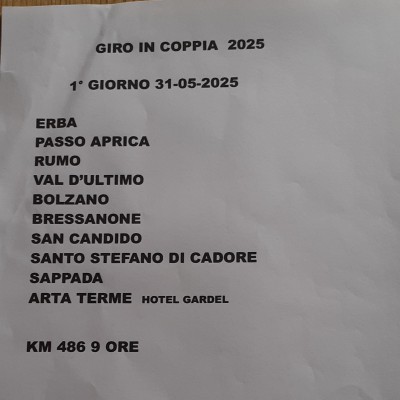 GIRO IN COPPIA 2025
1° GIORNO 31-05-2025
ERBA
PASSO APRICA
RUMO
VAL D'ULTIMO
BOLZANO
BRESSANONE
SAN CANDIDO
SANTO STEFANO DI CADORE
SAPPADA
ARTA TERME HOTEL GARDEL
KM 486 9 ORE